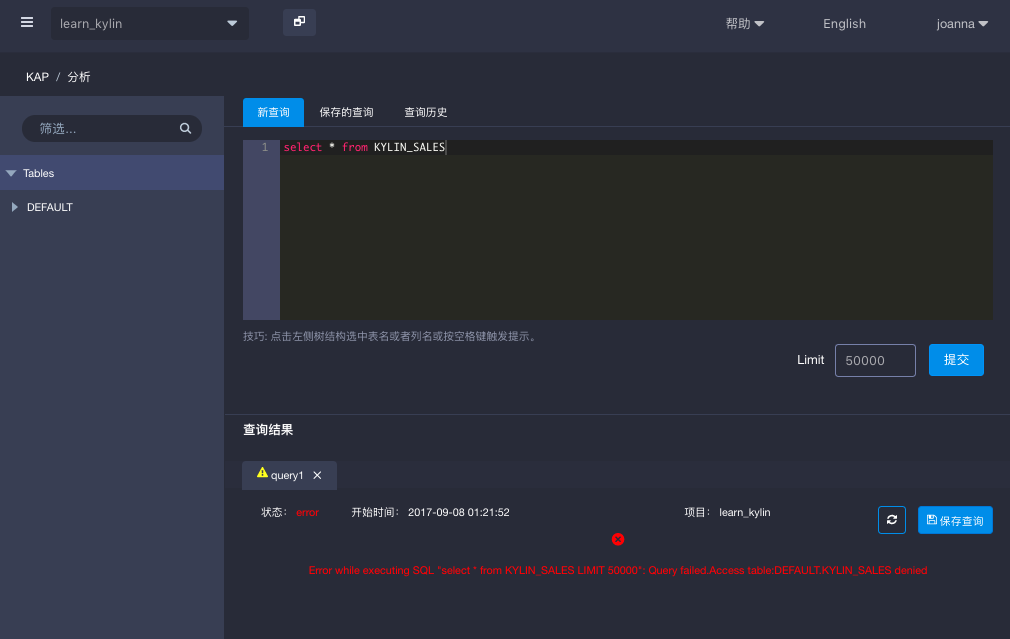 learn_kylin
帮助
English
joanna
KAP / 分析
筛选...
Tables
DEFAULT
新查询
保存的查询
查询历史
1 select * from KYLIN_SALES
技巧: 点击左侧树结构选中表名或者列名或按空格键触发提示。
Limit
50000
提交
查询结果
query1
状态: error
开始时间: 2017-09-08 01:21:52
项目: learn_kylin
保存查询
Error while executing SQL "select * from KYLIN_SALES LIMIT 50000": Query failed.Access table:DEFAULT.KYLIN_SALES denied